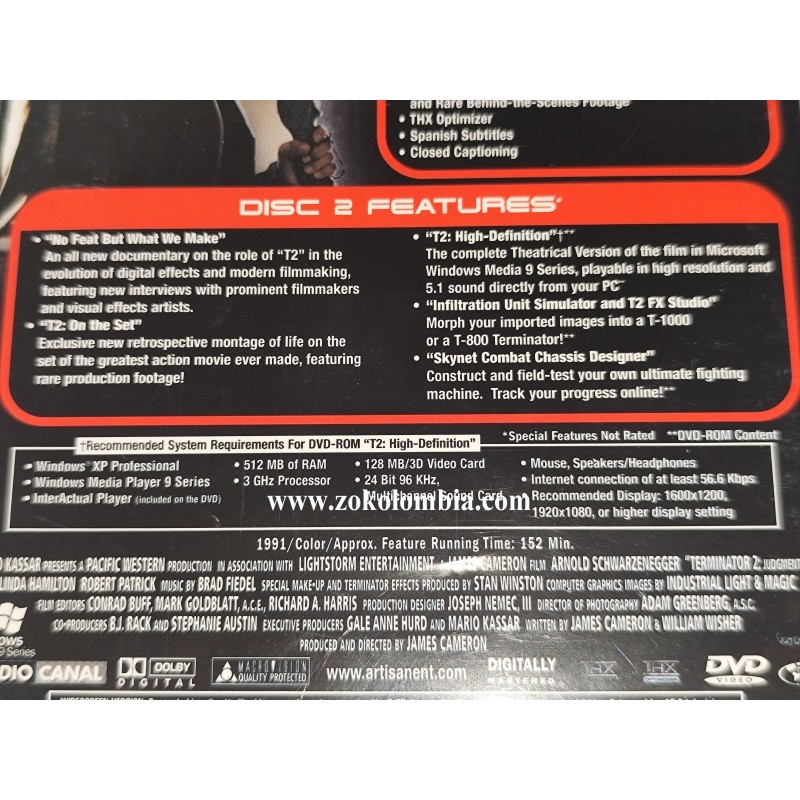 and Rare Behind-the-Scenes Footage
• THX Optimizer
• Spanish Subtitles
• Closed Captioning
DISC 2 FEATURES*
• "No Feat But What We Make"
An all new documentary on the role of "T2" in the
evolution of digital effects and modern filmmaking,
featuring new interviews with prominent filmmakers
and visual effects artists.
• "T2: On the Set"
Exclusive new retrospective montage of life on the
set of the greatest action movie ever made, featuring
rare production footage!
• "T2: High-Definition"†**
The complete Theatrical Version of the film in Microsoft
Windows Media 9 Series, playable in high resolution and
5.1 sound directly from your PC
• "Infiltration Unit Simulator and T2 FX Studio"
Morph your imported images into a T-1000
or a T-800 Terminator!**
• "Skynet Combat Chassis Designer"
Construct and field-test your own ultimate fighting
machine. Track your progress online!**
*Special Features Not Rated **DVD-ROM Content
†Recommended System Requirements For DVD-ROM "T2: High-Definition"
• Windows® XP Professional
• Windows Media Player 9 Series
• InterActual Player (included on the DVD)
• 512 MB of RAM
• 3 GHz Processor
• 128 MB/3D Video Card
• 24 Bit 96 KHz,
Multichannel Sound Card
• Mouse, Speakers/Headphones
• Internet connection of at least 56.6 Kbps
• Recommended Display: 1600x1200,
1920x1080, or higher display setting
www.zokolombia.com
1991/Color/Approx. Feature Running Time: 152 Min.
KASSAR PRESENTS A PACIFIC WESTERN PRODUCTION IN ASSOCIATION WITH LIGHTSTORM ENTERTAINMENT A JAMES CAMERON FILM ARNOLD SCHWARZENEGGER "TERMINATOR 2: JUDGMENT
LINDA HAMILTON ROBERT PATRICK MUSIC BY BRAD FIEDEL SPECIAL MAKE-UP AND TERMINATOR EFFECTS PRODUCED BY STAN WINSTON COMPUTER GRAPHICS IMAGES BY INDUSTRIAL LIGHT & MAGIC
FILM EDITORS CONRAD BUFF, MARK GOLDBLATT, A.C.E., RICHARD A. HARRIS PRODUCTION DESIGNER JOSEPH NEMEC, III DIRECTOR OF PHOTOGRAPHY ADAM GREENBERG, A.S.C.
CO-PRODUCERS B.J. RACK AND STEPHANIE AUSTIN EXECUTIVE PRODUCERS GALE ANNE HURD AND MARIO KASSAR WRITTEN BY JAMES CAMERON & WILLIAM WISHER
PRODUCED AND DIRECTED BY JAMES CAMERON
ows
9 Series
DIO CANAL
DOLBY
DIGITAL
MACROVISION
QUALITY PROTECTED
www.artisanent.com
DIGITALLY
MASTERED
THX
THX
DVD
VIDEO